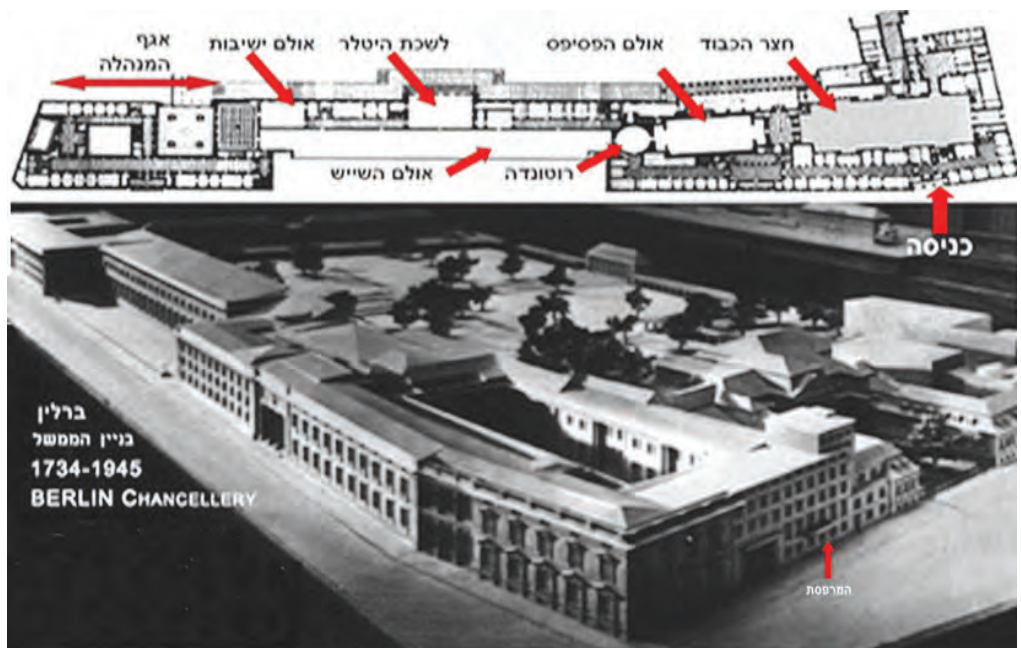 אגף
המנהלה
אולם ישיבות
לשכת היטלר
אולם הפסיפס
חצר הכבוד
אולם השייש
רוטונדה
כניסה
ברלין
בניין הממשל
1734-1945
BERLIN CHANCELLERY
המרפסת